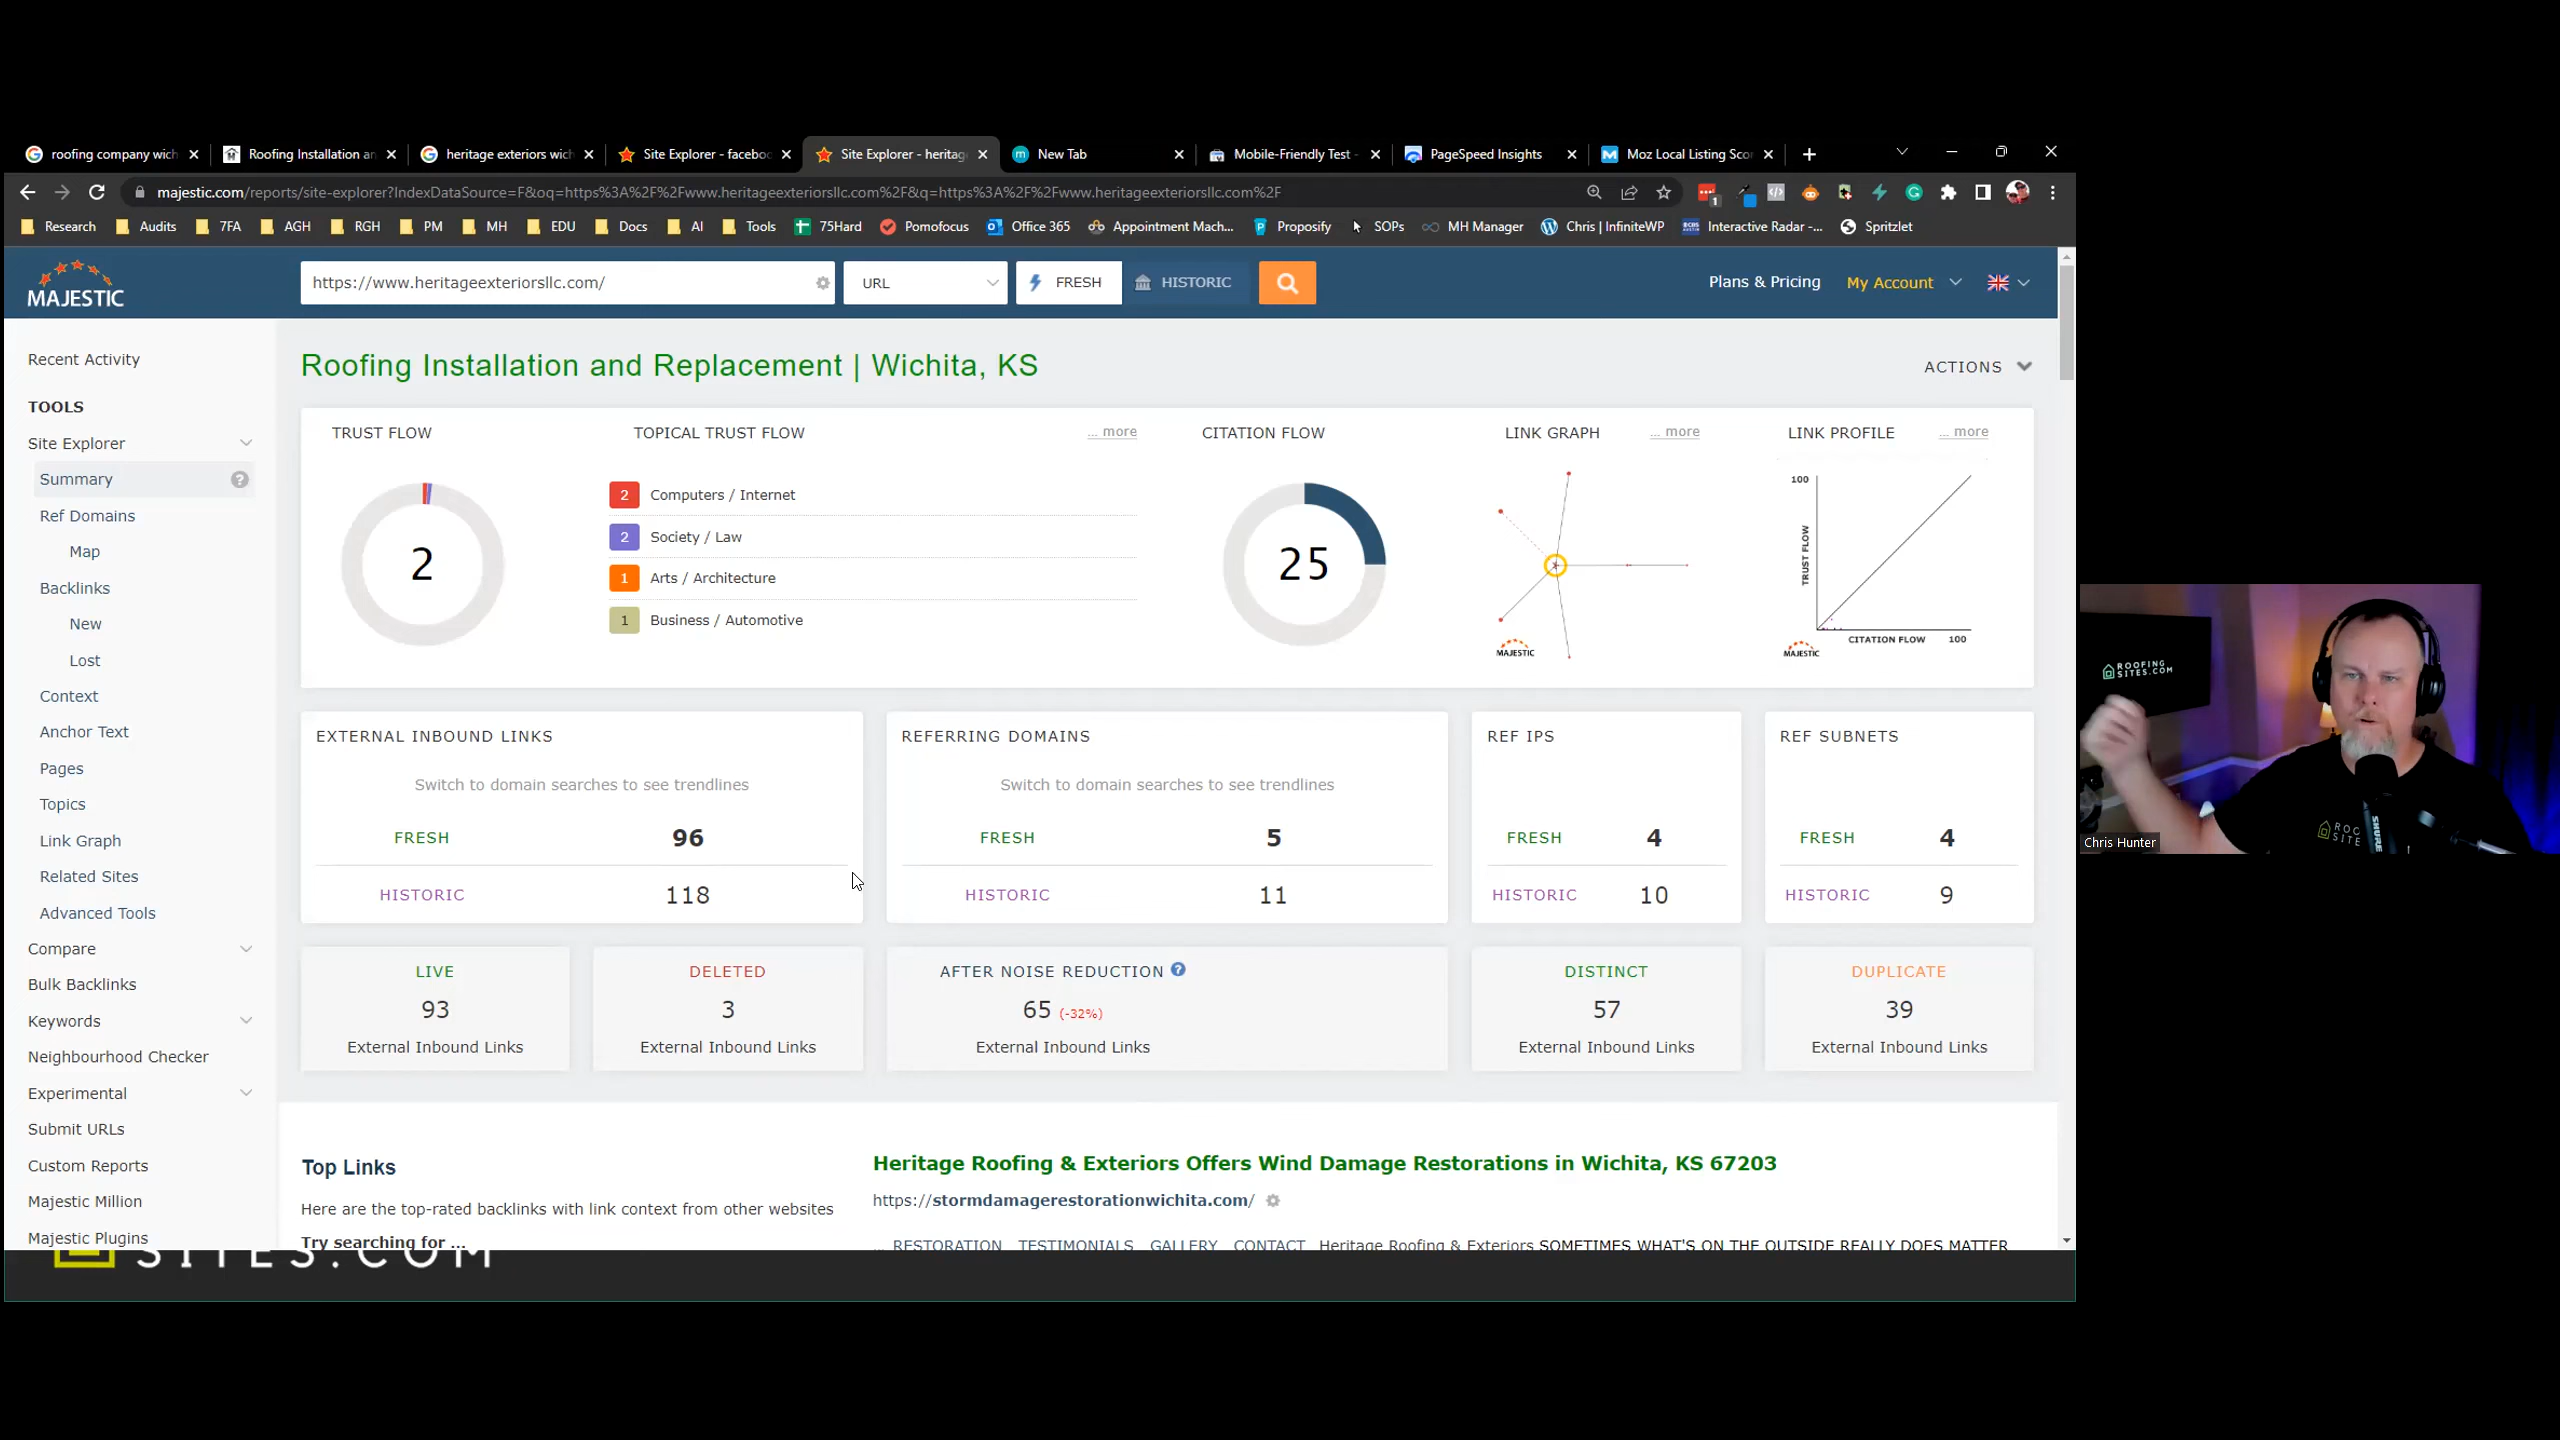 roofing company wich
Roofing Installation an
heritage exteriors wich
Site Explorer - faceboo
Site Explorer - heritag
New Tab
Mobile-Friendly Test -
PageSpeed Insights
Moz Local Listing Sco
majestic.com/reports/site-explorer?IndexDataSource=F&oq=https%3A%2F%2Fwww.heritageexteriorsllc.com%2F&q=https%3A%2F%2Fwww.heritageexteriorsllc.com%2F
1
Research Audits 7FA AGH RGH PM MH EDU Docs AI Tools 75Hard Pomofocus Office 365 Appointment Mach... Proposify SOPs MH Manager Chris | InfiniteWP Interactive Radar -... Spritzlet
MAJESTIC
https://www.heritageexteriorsllc.com/
URL
FRESH
HISTORIC
Plans & Pricing
My Account
Recent Activity
TOOLS
Site Explorer
Summary
?
Ref Domains
Map
Backlinks
New
Lost
Context
Anchor Text
Pages
Topics
Link Graph
Related Sites
Advanced Tools
Compare
Bulk Backlinks
Keywords
Neighbourhood Checker
Experimental
Submit URLs
Custom Reports
Majestic Million
Majestic Plugins
Roofing Installation and Replacement | Wichita, KS
ACTIONS
TRUST FLOW
2
TOPICAL TRUST FLOW
... more
2 Computers / Internet
2 Society / Law
1 Arts / Architecture
1 Business / Automotive
CITATION FLOW
25
LINK GRAPH
... more
MAJESTIC
LINK PROFILE
... more
100
TRUST FLOW
CITATION FLOW
100
MAJESTIC
EXTERNAL INBOUND LINKS
Switch to domain searches to see trendlines
FRESH 96
HISTORIC 118
REFERRING DOMAINS
Switch to domain searches to see trendlines
FRESH 5
HISTORIC 11
REF IPS
FRESH 4
HISTORIC 10
REF SUBNETS
FRESH 4
HISTORIC 9
LIVE
93
External Inbound Links
DELETED
3
External Inbound Links
AFTER NOISE REDUCTION ?
65 (-32%)
External Inbound Links
DISTINCT
57
External Inbound Links
DUPLICATE
39
External Inbound Links
Top Links
Here are the top-rated backlinks with link context from other websites
Try searching for ...
Heritage Roofing & Exteriors Offers Wind Damage Restorations in Wichita, KS 67203
https://stormdamagerestorationwichita.com/
... RESTORATION TESTIMONIALS GALLERY CONTACT Heritage Roofing & Exteriors SOMETIMES WHAT'S ON THE OUTSIDE REALLY DOES MATTER
SITES.COM
ROOFING
SITES.COM
ROC
SITE
SHURE
Chris Hunter